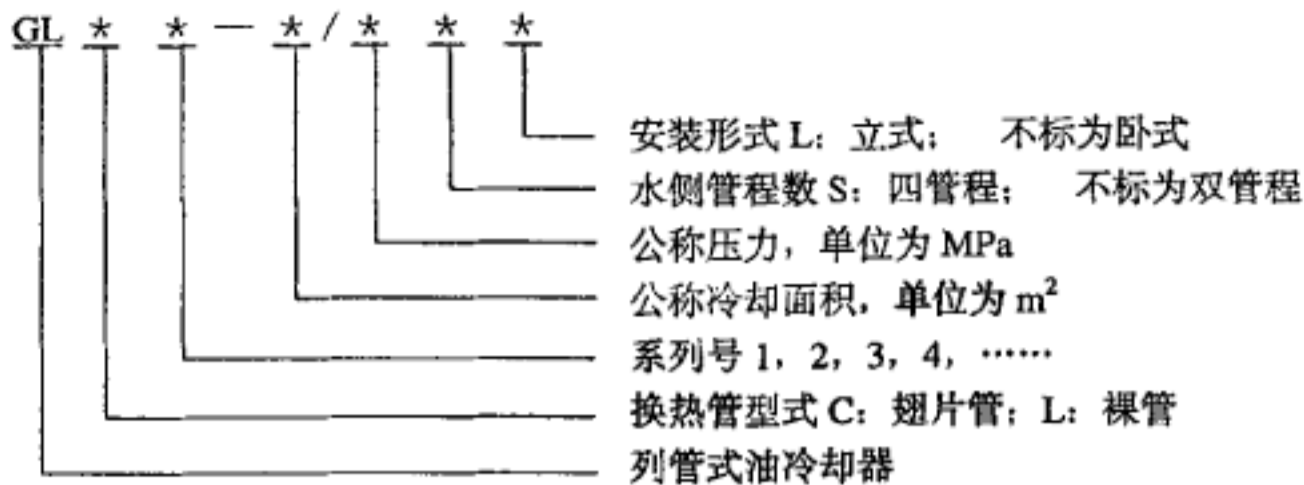 GL * * — * / * * *
安装形式 L：立式； 不标为卧式
水侧管程数 S：四管程； 不标为双管程
公称压力，单位为 MPa
公称冷却面积，单位为 m²
系列号 1，2，3，4，……
换热管型式 C：翅片管；L：裸管
列管式油冷却器